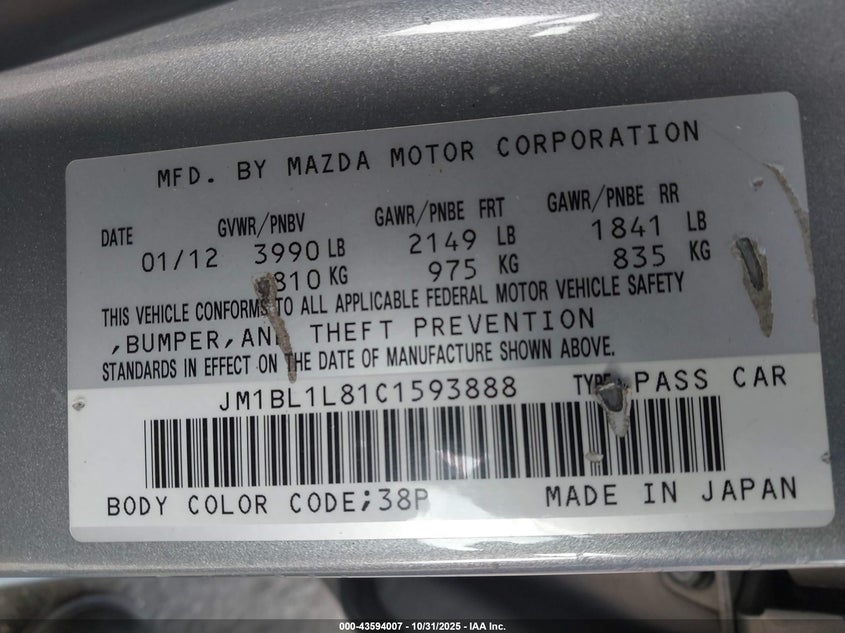 MFD. BY MAZDA MOTOR CORPORATION
DATE GVWR/PNBV GAWR/PNBE FRT GAWR/PNBE RR
01/12 3990 LB 2149 LB 1841 LB
810 KG 975 KG 835 KG
THIS VEHICLE CONFORMS TO ALL APPLICABLE FEDERAL MOTOR VEHICLE SAFETY
,BUMPER,AND THEFT PREVENTION
STANDARDS IN EFFECT ON THE DATE OF MANUFACTURE SHOWN ABOVE.
JM1BL1L81C1593888 TYPE: PASS CAR
BODY COLOR CODE;38P MADE IN JAPAN
000-43594007 - 10/31/2025 - IAA Inc.